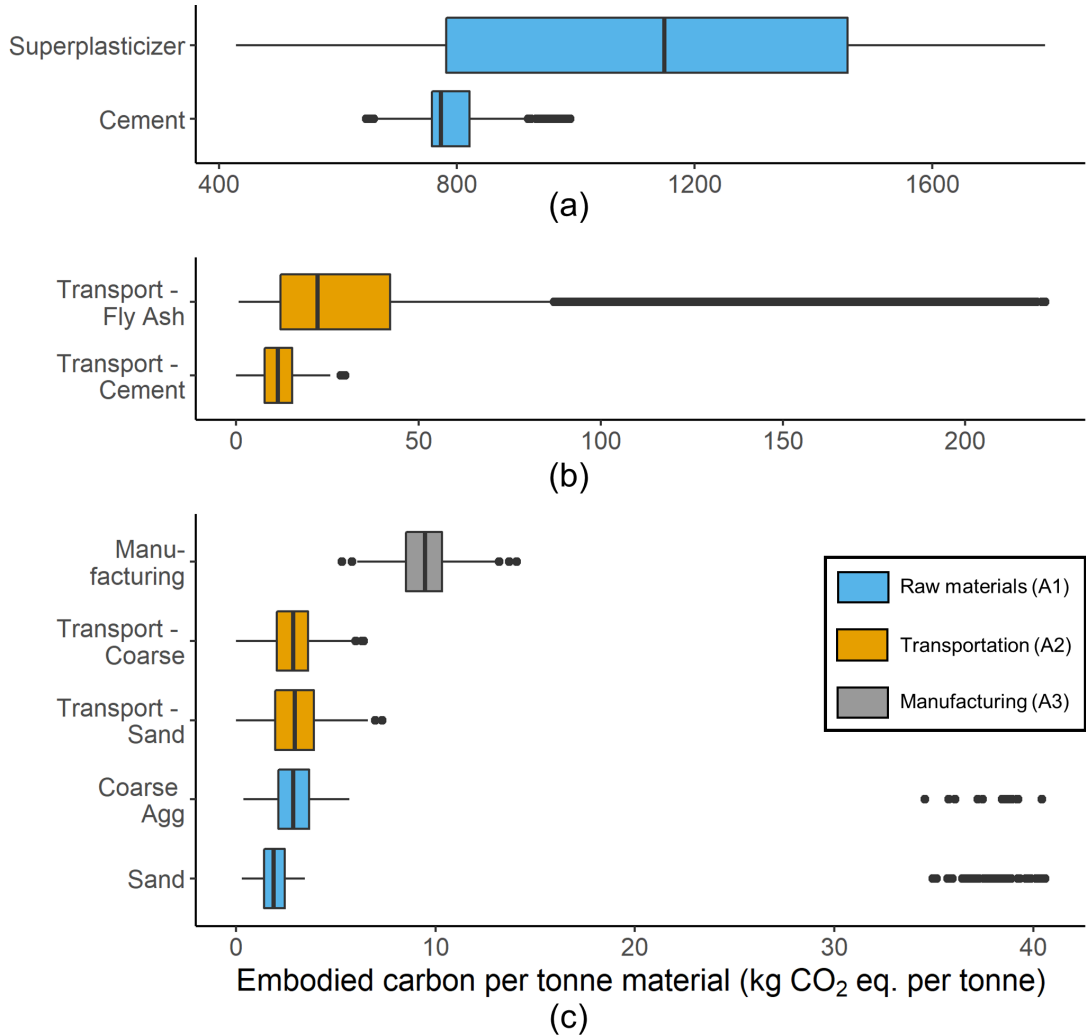 Superplasticizer
Cement
400 800 1200 1600
(a)
Transport -
Fly Ash
Transport -
Cement
0 50 100 150 200
(b)
Manu-
facturing
Transport -
Coarse
Transport -
Sand
Coarse
Agg
Sand
Raw materials (A1)
Transportation (A2)
Manufacturing (A3)
0 10 20 30 40
Embodied carbon per tonne material (kg CO₂ eq. per tonne)
(c)